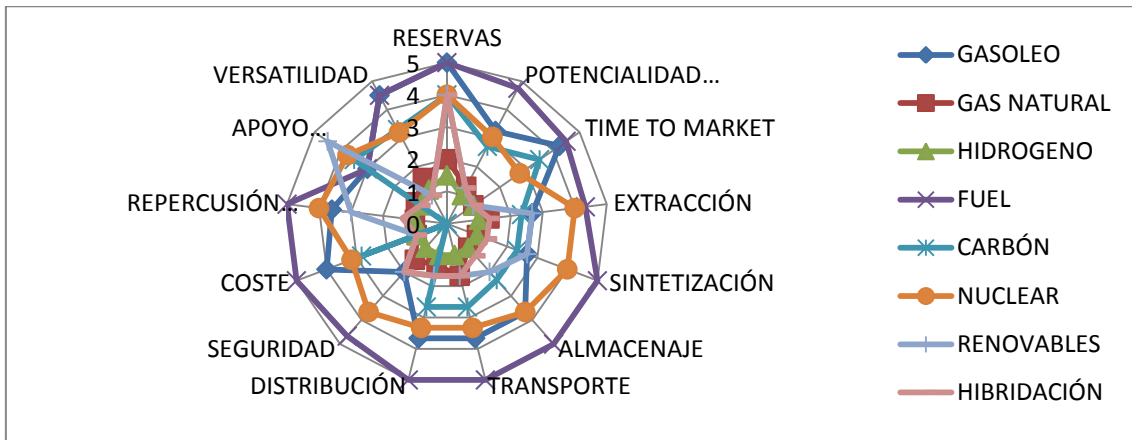 RESERVAS
POTENCIALIDAD...
TIME TO MARKET
EXTRACCIÓN
SINTETIZACIÓN
ALMACENAJE
TRANSPORTE
DISTRIBUCIÓN
SEGURIDAD
COSTE
REPERCUSIÓN...
APOYO...
VERSATILIDAD
5
4
3
2
1
0
GASOLEO
GAS NATURAL
HIDROGENO
FUEL
CARBÓN
NUCLEAR
RENOVABLES
HIBRIDACIÓN